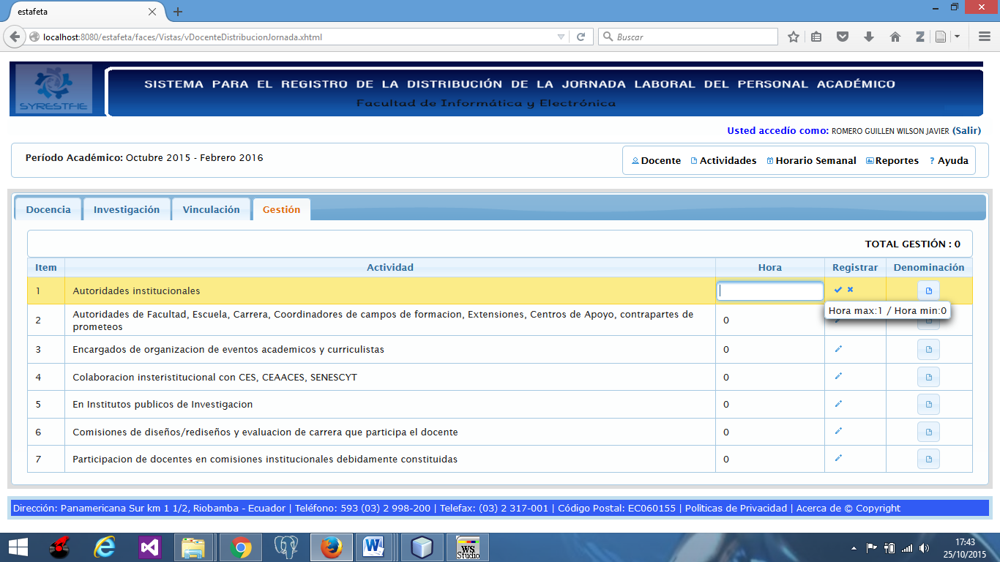 estafeta
localhost:8080/estafeta/faces/Vistas/vDocenteDistribucionJornada.xhtml
Buscar
SYRESTFIE
SISTEMA PARA EL REGISTRO DE LA DISTRIBUCIÓN DE LA JORNADA LABORAL DEL PERSONAL ACADÉMICO
Facultad de Informática y Electrónica
Usted accedío como: ROMERO GUILLEN WILSON JAVIER (Salir)
Período Académico: Octubre 2015 - Febrero 2016
Docente Actividades Horario Semanal Reportes ? Ayuda
Docencia Investigación Vinculación Gestión
TOTAL GESTIÓN : 0
Item Actividad Hora Registrar Denominación
1 Autoridades institucionales
Hora max:1 / Hora min:0
2 Autoridades de Facultad, Escuela, Carrera, Coordinadores de campos de formacion, Extensiones, Centros de Apoyo, contrapartes de
prometeos 0
3 Encargados de organizacion de eventos academicos y curriculistas 0
4 Colaboracion insteristitucional con CES, CEAACES, SENESCYT 0
5 En Institutos publicos de Investigacion 0
6 Comisiones de diseños/rediseños y evaluacion de carrera que participa el docente 0
7 Participacion de docentes en comisiones institucionales debidamente constituidas 0
Dirección: Panamericana Sur km 1 1/2, Riobamba - Ecuador | Teléfono: 593 (03) 2 998-200 | Telefax: (03) 2 317-001 | Código Postal: EC060155 | Politicas de Privacidad | Acerca de © Copyright
WS
Studio
17:43
25/10/2015